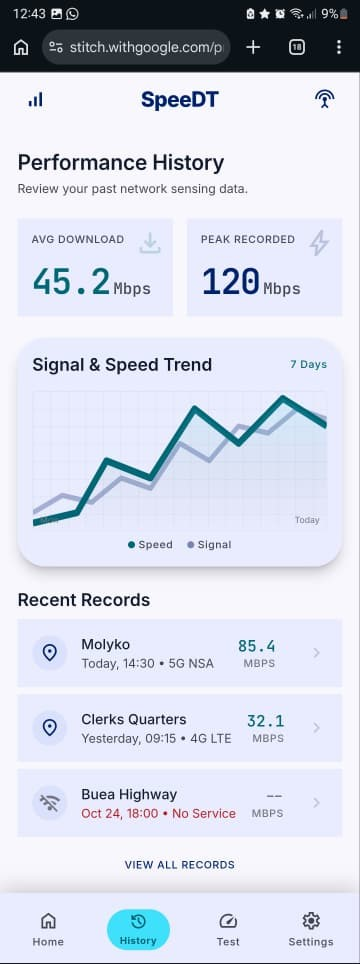 12:43 9%
stitch.withgoogle.com/p 18
SpeeDT
Performance History
Review your past network sensing data.
AVG DOWNLOAD PEAK RECORDED
45.2 Mbps 120 Mbps
Signal & Speed Trend 7 Days
Today
Speed Signal
Recent Records
Molyko 85.4
Today, 14:30 • 5G NSA MBPS
Clerks Quarters 32.1
Yesterday, 09:15 • 4G LTE MBPS
Buea Highway --
Oct 24, 18:00 • No Service MBPS
VIEW ALL RECORDS
Home History Test Settings